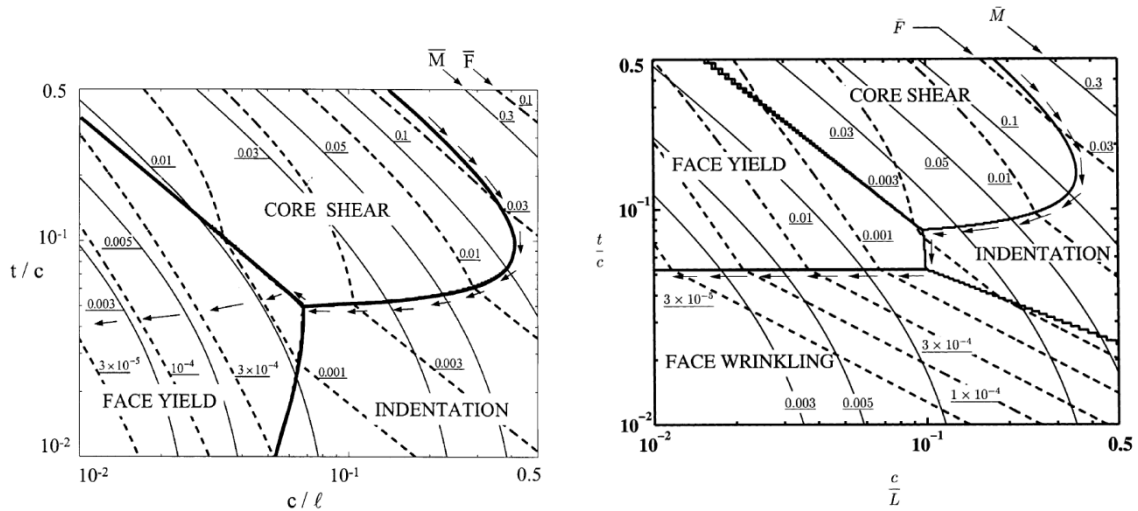 M̅ F̅
0.5
0.1
0.3
0.01
0.03
0.05
0.1
CORE SHEAR
0.03
10⁻¹
t / c
0.005
0.01
0.003
3×10⁻⁵
10⁻⁴
3×10⁻⁴
0.001
0.003
FACE YIELD
INDENTATION
10⁻²
10⁻²
10⁻¹
0.5
c / ℓ
F̄
M̄
0.5
CORE SHEAR
0.3
0.1
0.03
0.03
FACE YIELD
0.003
0.05
0.01
10⁻¹
0.01
0.001
INDENTATION
t
c
3 × 10⁻⁵
FACE WRINKLING
3 × 10⁻⁴
0.003
0.005
1 × 10⁻⁴
10⁻²
10⁻²
10⁻¹
0.5
c
L